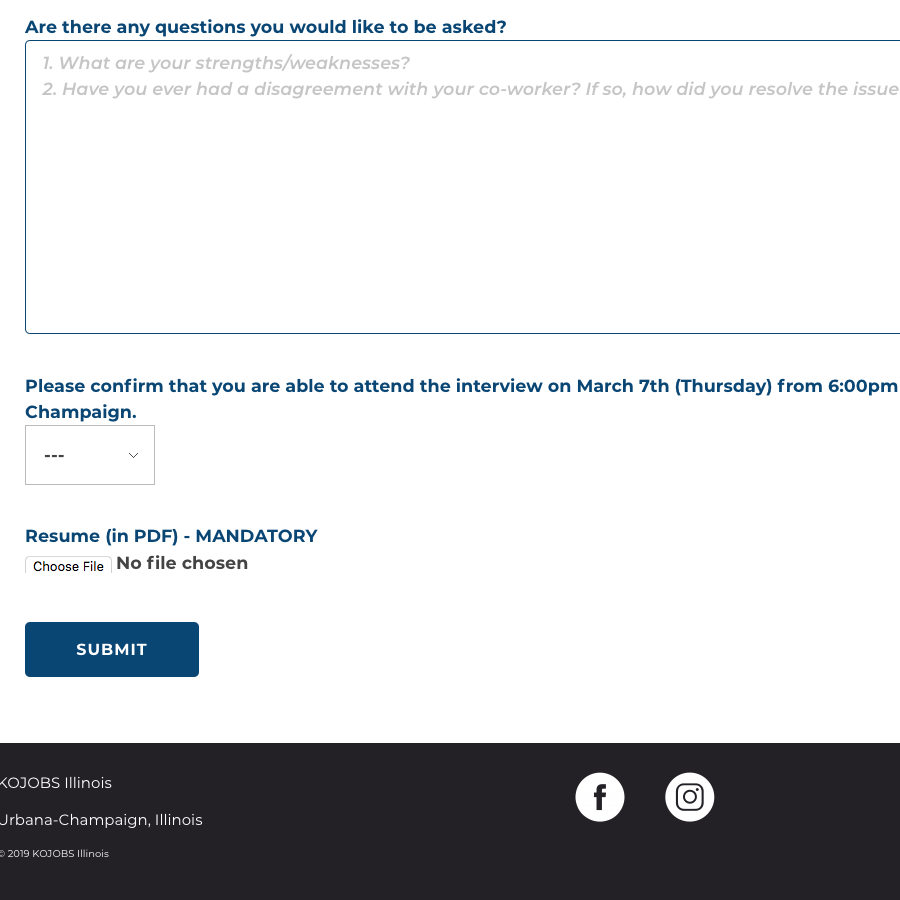 Are there any questions you would like to be asked?
1. What are your strengths/weaknesses?
2. Have you ever had a disagreement with your co-worker? If so, how did you resolve the issue
Please confirm that you are able to attend the interview on March 7th (Thursday) from 6:00pm
Champaign.
---
Resume (in PDF) - MANDATORY
Choose File No file chosen
SUBMIT
KOJOBS Illinois
Urbana-Champaign, Illinois
© 2019 KOJOBS Illinois